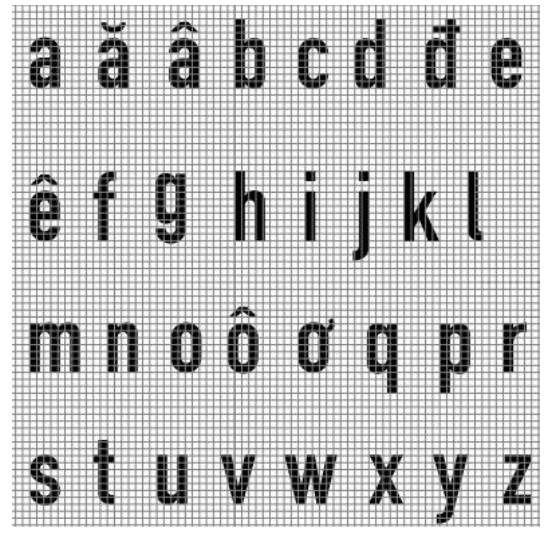 a ă â b c d đ e
ê f g h i j k l
m n o ô ơ q p r
s t u v w x y z